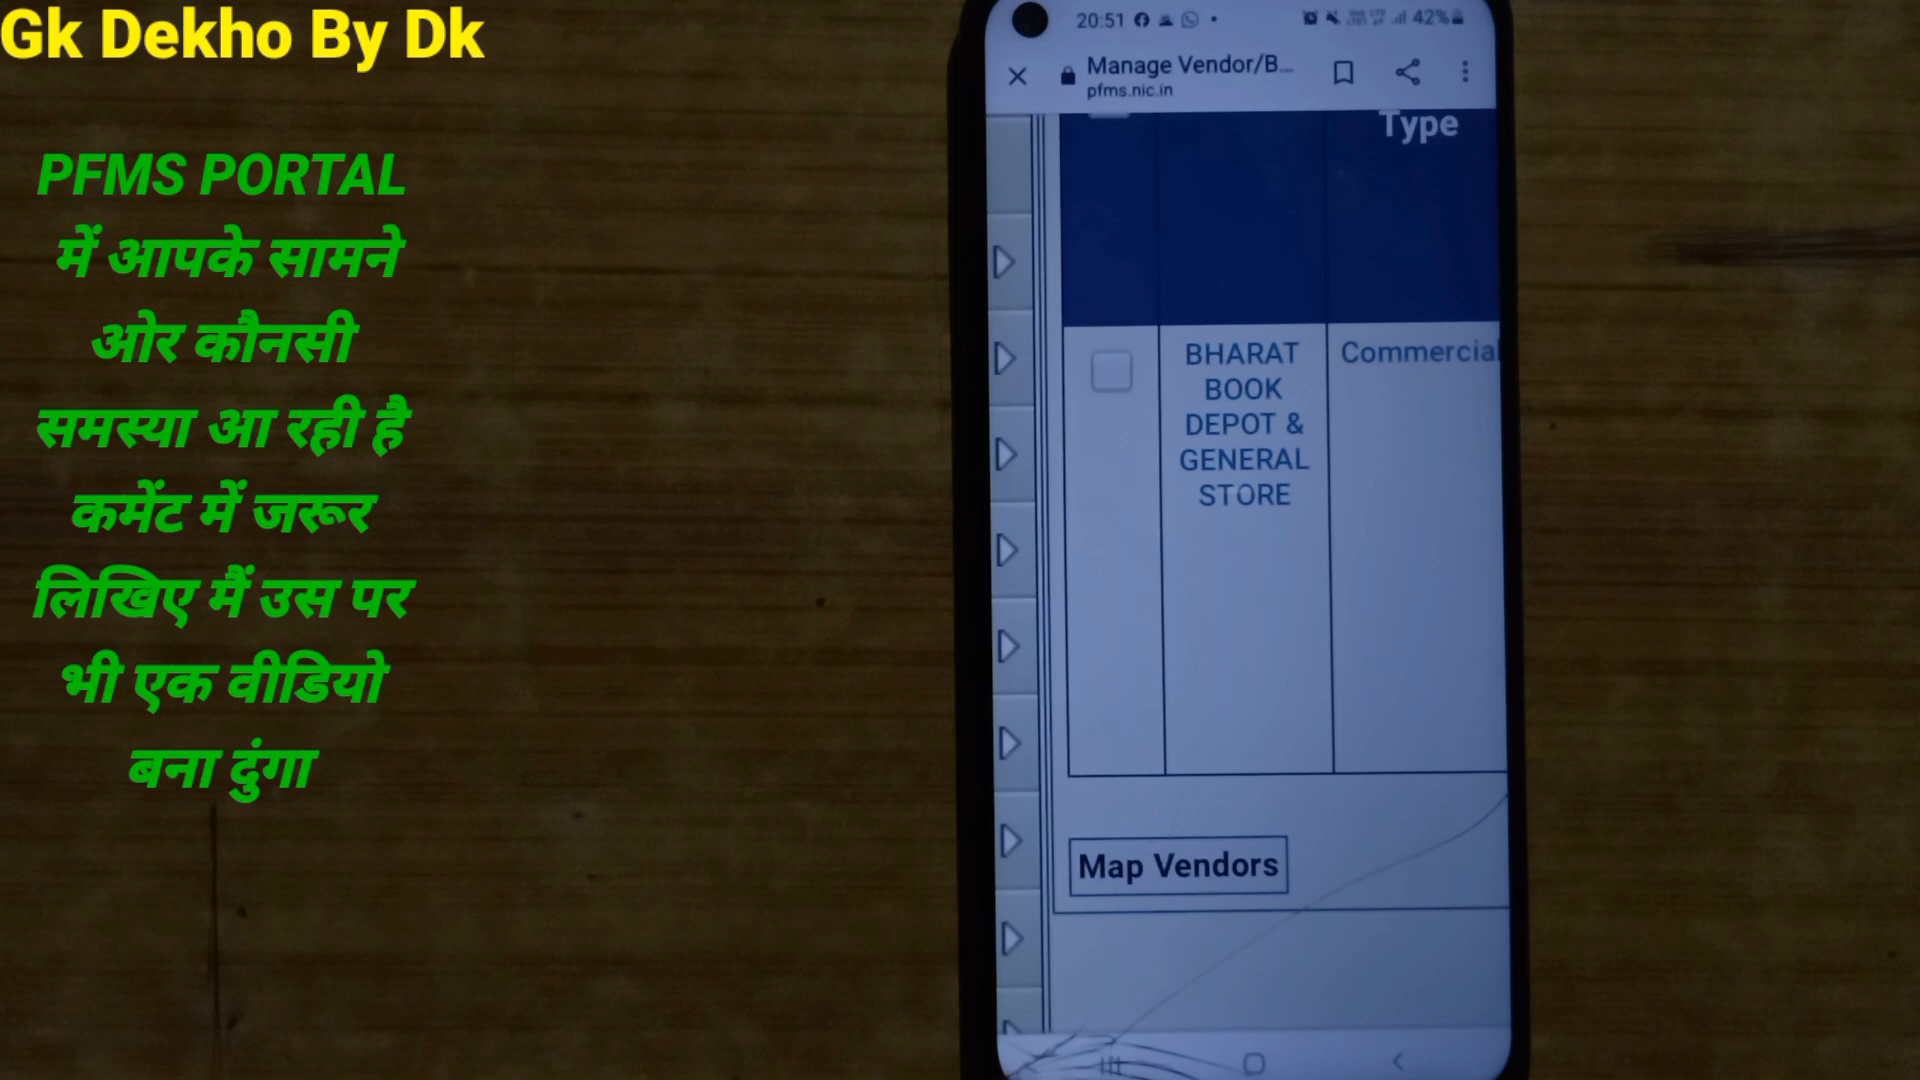 Gk Dekho By Dk
PFMS PORTAL
में आपके सामने
ओर कौनसी
समस्या आ रही है
कमेंट में जरूर
लिखिए मैं उस पर
भी एक वीडियो
बना दुंगा
20:51
42%
Manage Vendor/B...
pfms.nic.in
Type
BHARAT
BOOK
DEPOT &
GENERAL
STORE
Commercial
Map Vendors